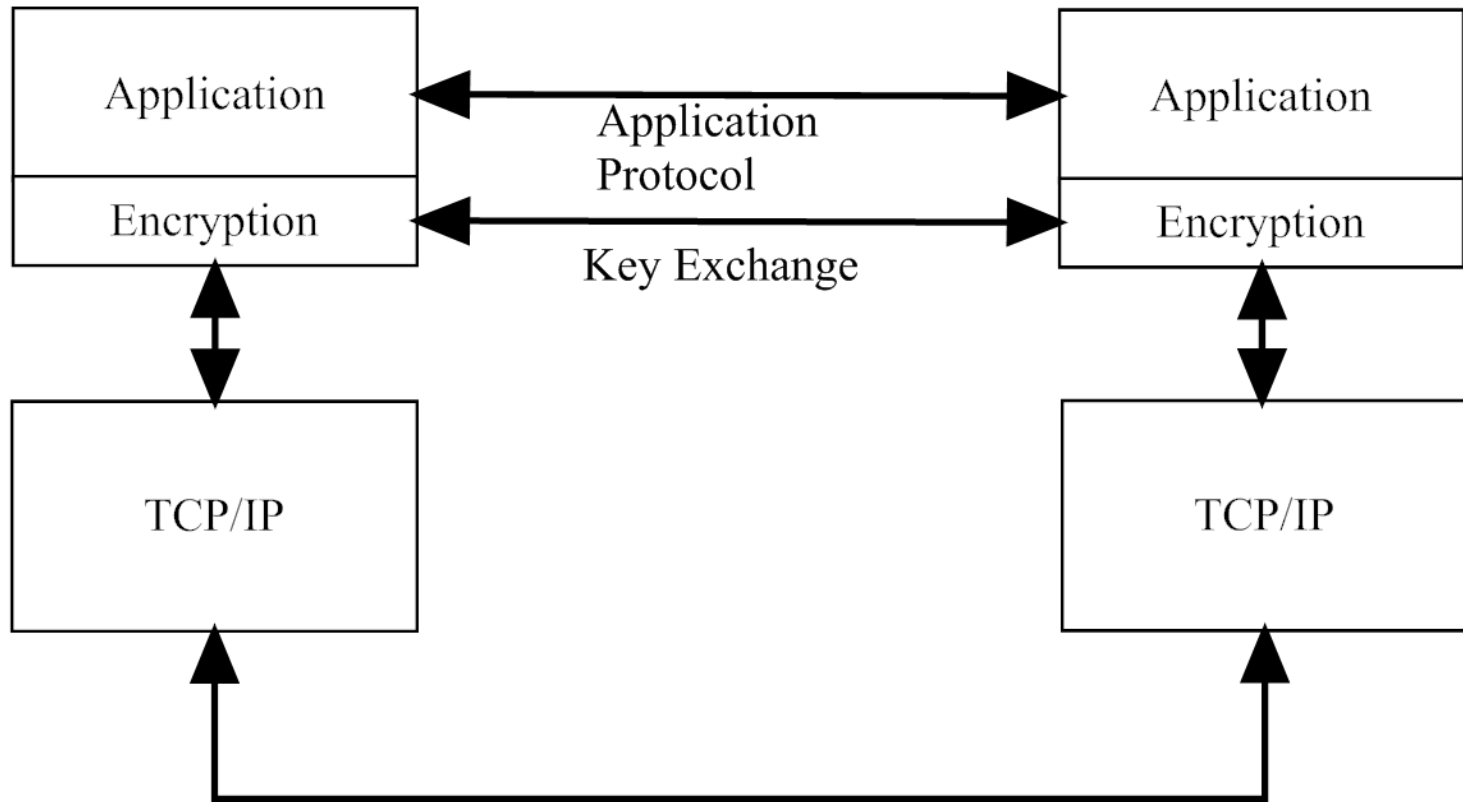 Application
Application
Application
Protocol
Encryption
Encryption
Key Exchange
TCP/IP
TCP/IP